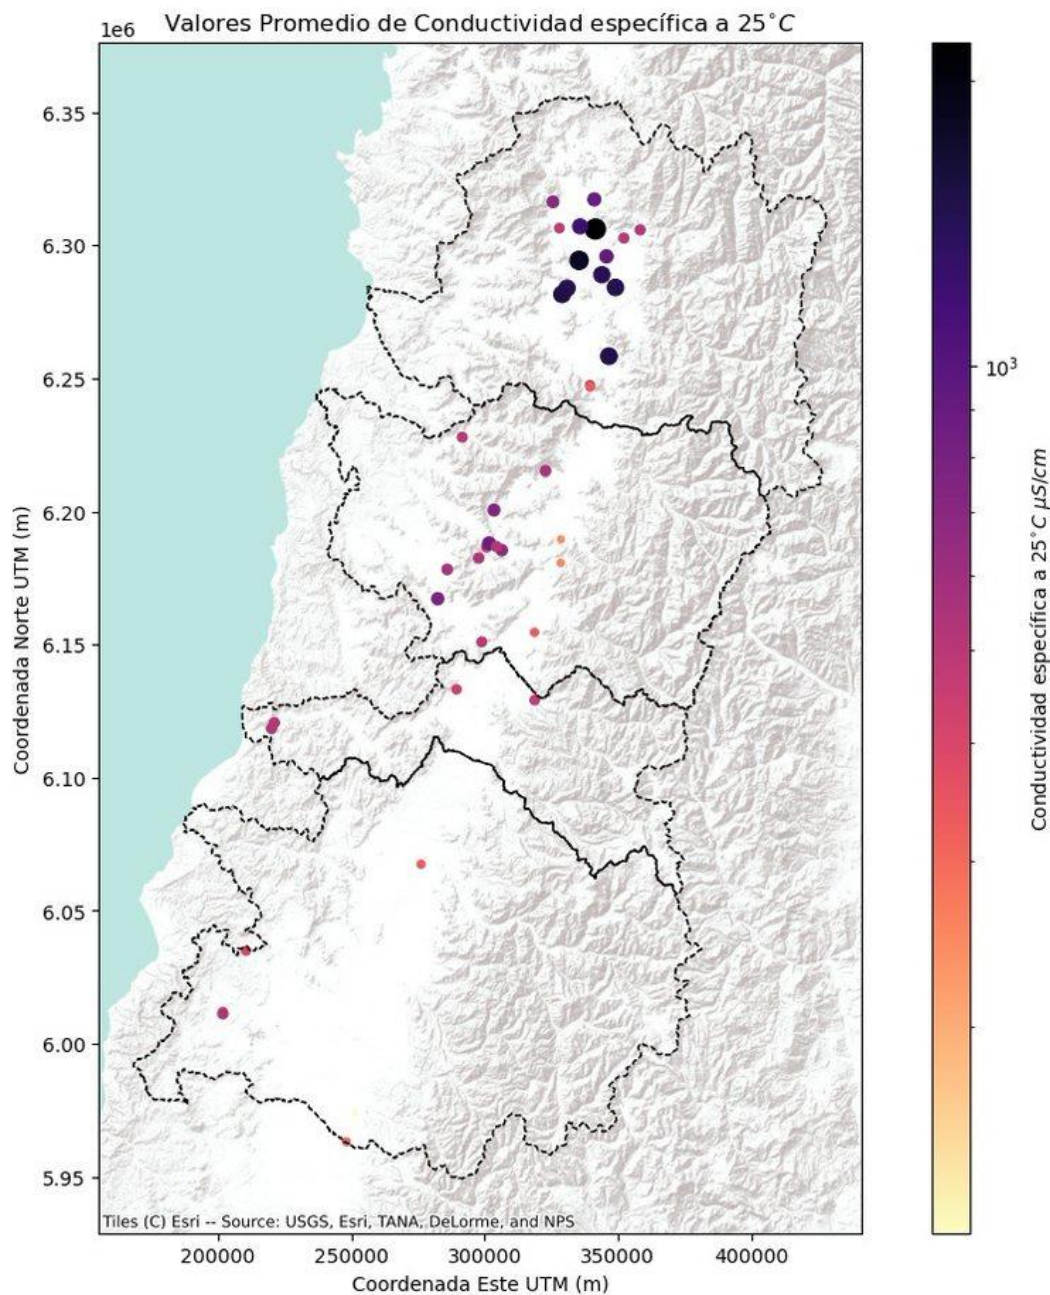 Valores Promedio de Conductividad específica a 25°C
1e6
6.35
6.30
6.25
6.20
6.15
6.10
6.05
6.00
5.95
Coordenada Norte UTM (m)
Tiles (C) Esri -- Source: USGS, Esri, TANA, DeLorme, and NPS
200000 250000 300000 350000 400000
Coordenada Este UTM (m)
10³
Conductividad específica a 25°C μS/cm